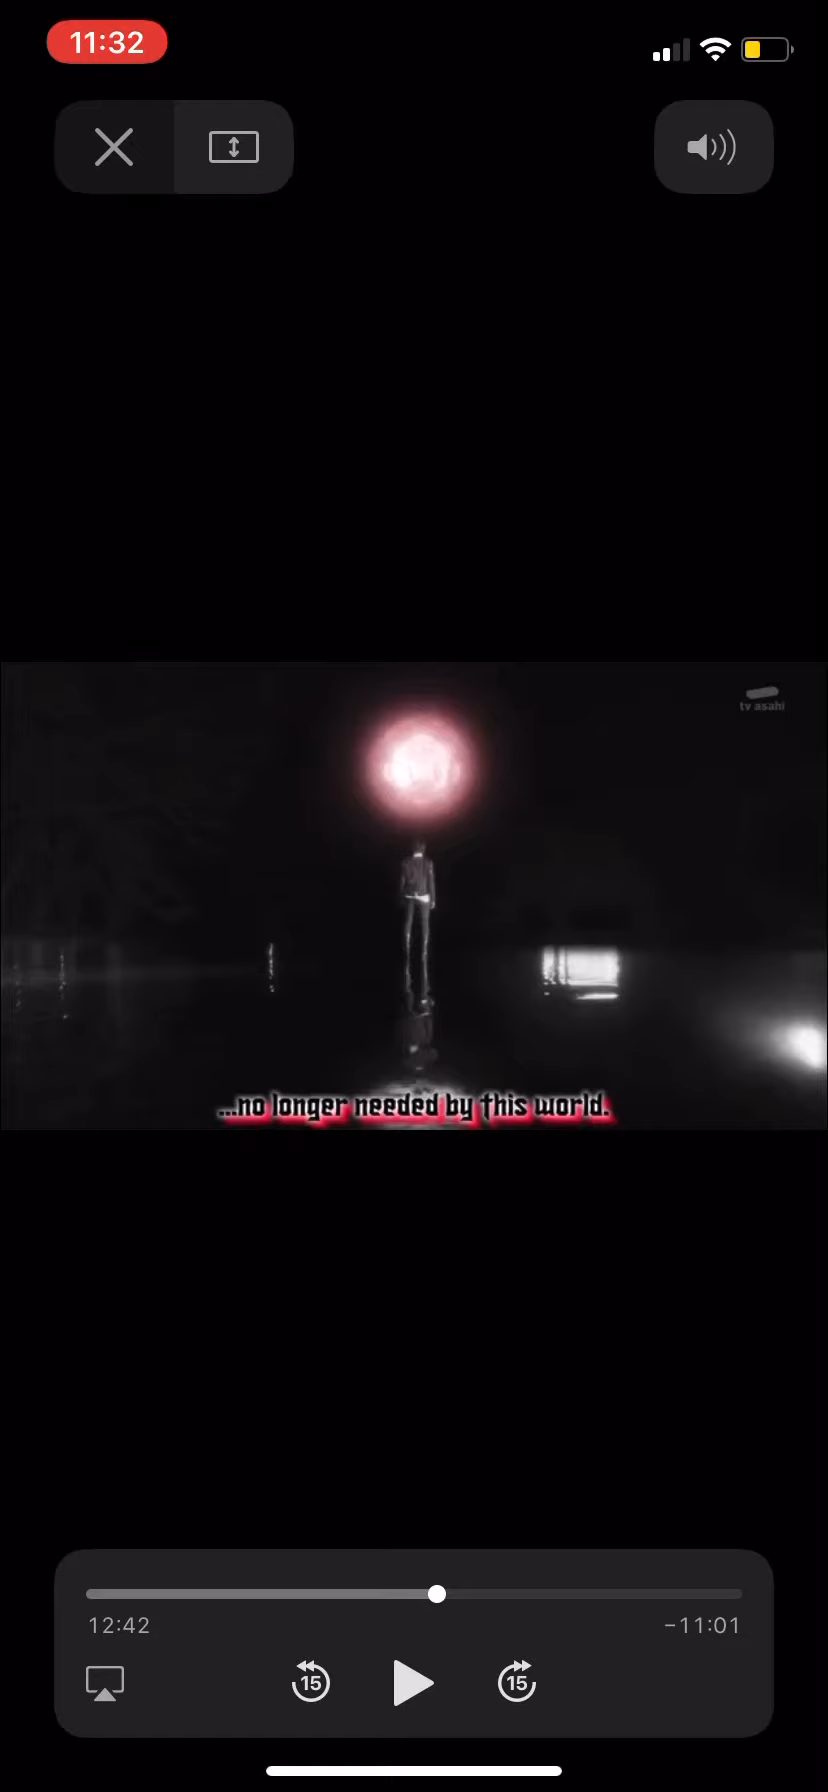 11:32
tv asahi
...no longer needed by this world.
12:42
-11:01
15
15